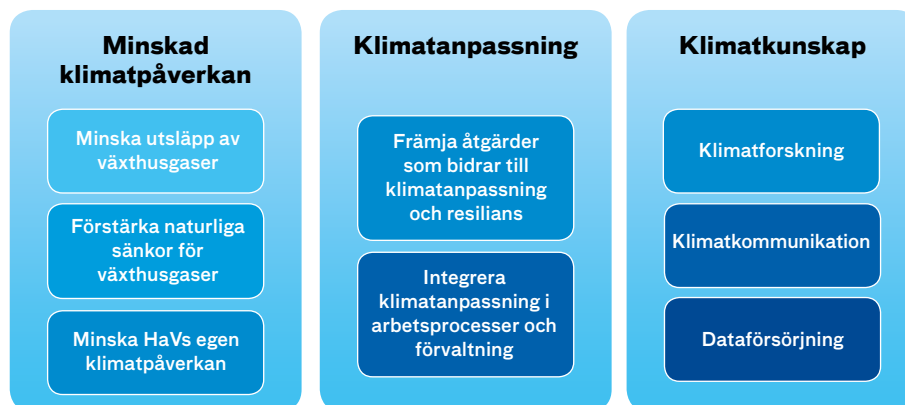 Minskad
klimatpåverkan
Minska utsläpp av
växthusgaser
Förstärka naturliga
sänkor för
växthusgaser
Minska HaVs egen
klimatpåverkan
Klimatanpassning
Främja åtgärder
som bidrar till
klimatanpassning
och resilians
Integrera
klimatanpassning i
arbetsprocesser och
förvaltning
Klimatkunskap
Klimatforskning
Klimatkommunikation
Dataförsörjning